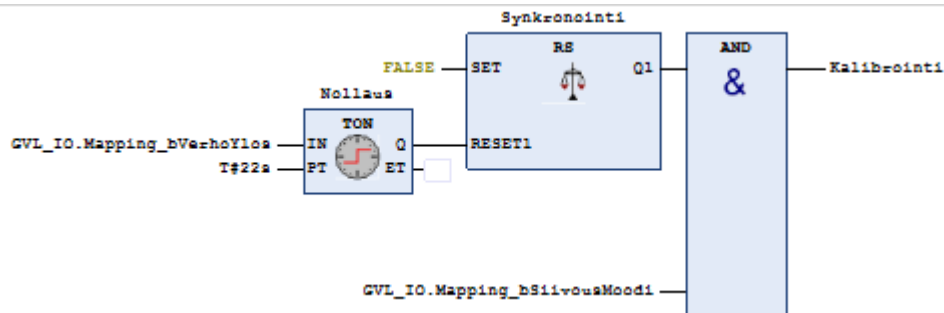 Synkronointi
RS
AND
FALSE SET Q1 & Kalibrointi
Nollaus
TON
GVL_IO.Mapping_bVerhoYlos IN Q RESET1
T#22s PT ET
GVL_IO.Mapping_bSiivousMoodi